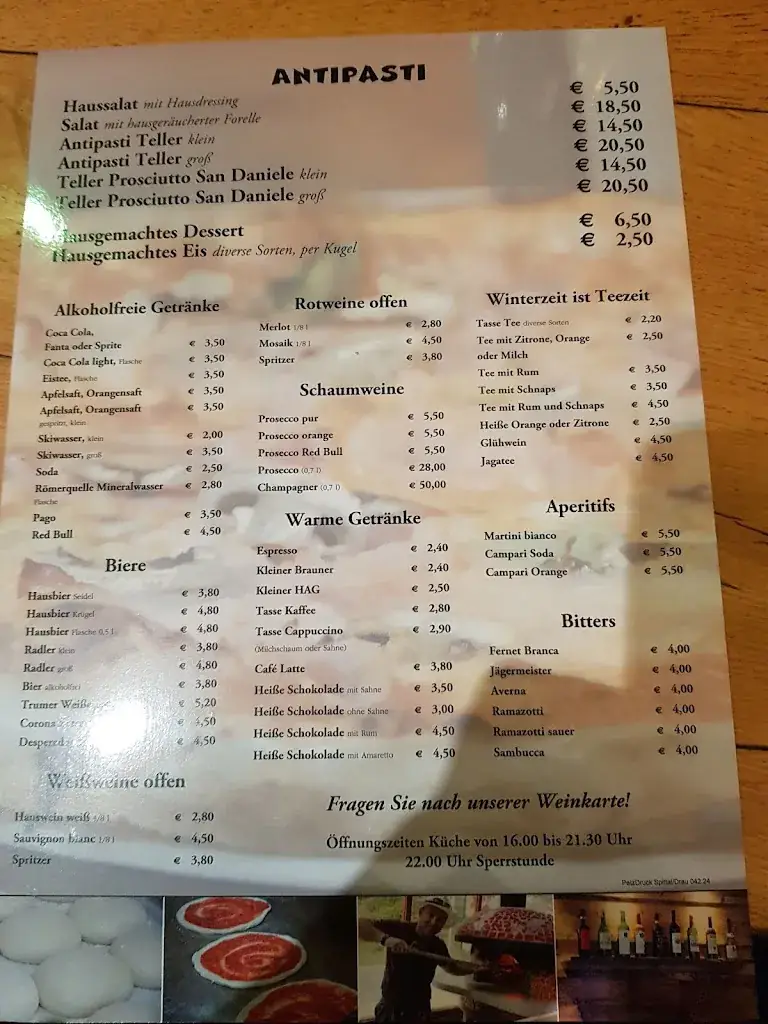 ANTIPASTI
Haussalat mit Hausdressing € 5,50
Salat mit hausgeräucherter Forelle € 18,50
Antipasti Teller klein € 14,50
Antipasti Teller groß € 20,50
Teller Prosciutto San Daniele klein € 14,50
Teller Prosciutto San Daniele groß € 20,50
Hausgemachtes Dessert € 6,50
Hausgemachtes Eis diverse Sorten, per Kugel € 2,50
Alkoholfreie Getränke
Coca Cola,
Fanta oder Sprite € 3,50
Coca Cola light, Flasche € 3,50
Eistee, Flasche € 3,50
Apfelsaft, Orangensaft € 3,50
Apfelsaft, Orangensaft € 3,50
gespritzt, klein
Skiwasser, klein € 2,00
Skiwasser, groß € 3,50
Soda € 2,50
Römerquelle Mineralwasser € 2,80
Flasche
Pago € 3,50
Red Bull € 4,50
Biere
Hausbier Seidel € 3,80
Hausbier Krügel € 4,80
Hausbier Flasche 0,5 l € 4,80
Radler klein € 3,80
Radler groß € 4,80
Bier alkoholfrei € 3,80
Trumer Weiße € 5,20
Corona € 4,50
€ 4,50
Weißweine offen
Hauswein weiß 1/8 l € 2,80
Sauvignon blanc 1/8 l € 4,50
Spritzer € 3,80
Rotweine offen
Merlot 1/8 l € 2,80
Mosaik 1/8 l € 4,50
Spritzer € 3,80
Schaumweine
Prosecco pur € 5,50
Prosecco orange € 5,50
Prosecco Red Bull € 5,50
Prosecco (0,7 l) € 28,00
Champagner (0,7 l) € 50,00
Warme Getränke
Espresso € 2,40
Kleiner Brauner € 2,40
Kleiner HAG € 2,50
Tasse Kaffee € 2,80
Tasse Cappuccino € 2,90
(Milchschaum oder Sahne)
Café Latte € 3,80
Heiße Schokolade mit Sahne € 3,50
Heiße Schokolade ohne Sahne € 3,00
Heiße Schokolade mit Rum € 4,50
Heiße Schokolade mit Amaretto € 4,50
Winterzeit ist Teezeit
Tasse Tee diverse Sorten € 2,20
Tee mit Zitrone, Orange € 2,50
oder Milch
Tee mit Rum € 3,50
Tee mit Schnaps € 3,50
Tee mit Rum und Schnaps € 4,50
Heiße Orange oder Zitrone € 2,50
Glühwein € 4,50
Jagatee € 4,50
Aperitifs
Martini bianco € 5,50
Campari Soda € 5,50
Campari Orange € 5,50
Bitters
Fernet Branca € 4,00
Jägermeister € 4,00
Averna € 4,00
Ramazotti € 4,00
Ramazotti sauer € 4,00
Sambucca € 4,00
Fragen Sie nach unserer Weinkarte!
Öffnungszeiten Küche von 16.00 bis 21.30 Uhr
22.00 Uhr Sperrstunde
PetzDruck Spittal/Drau 042 24